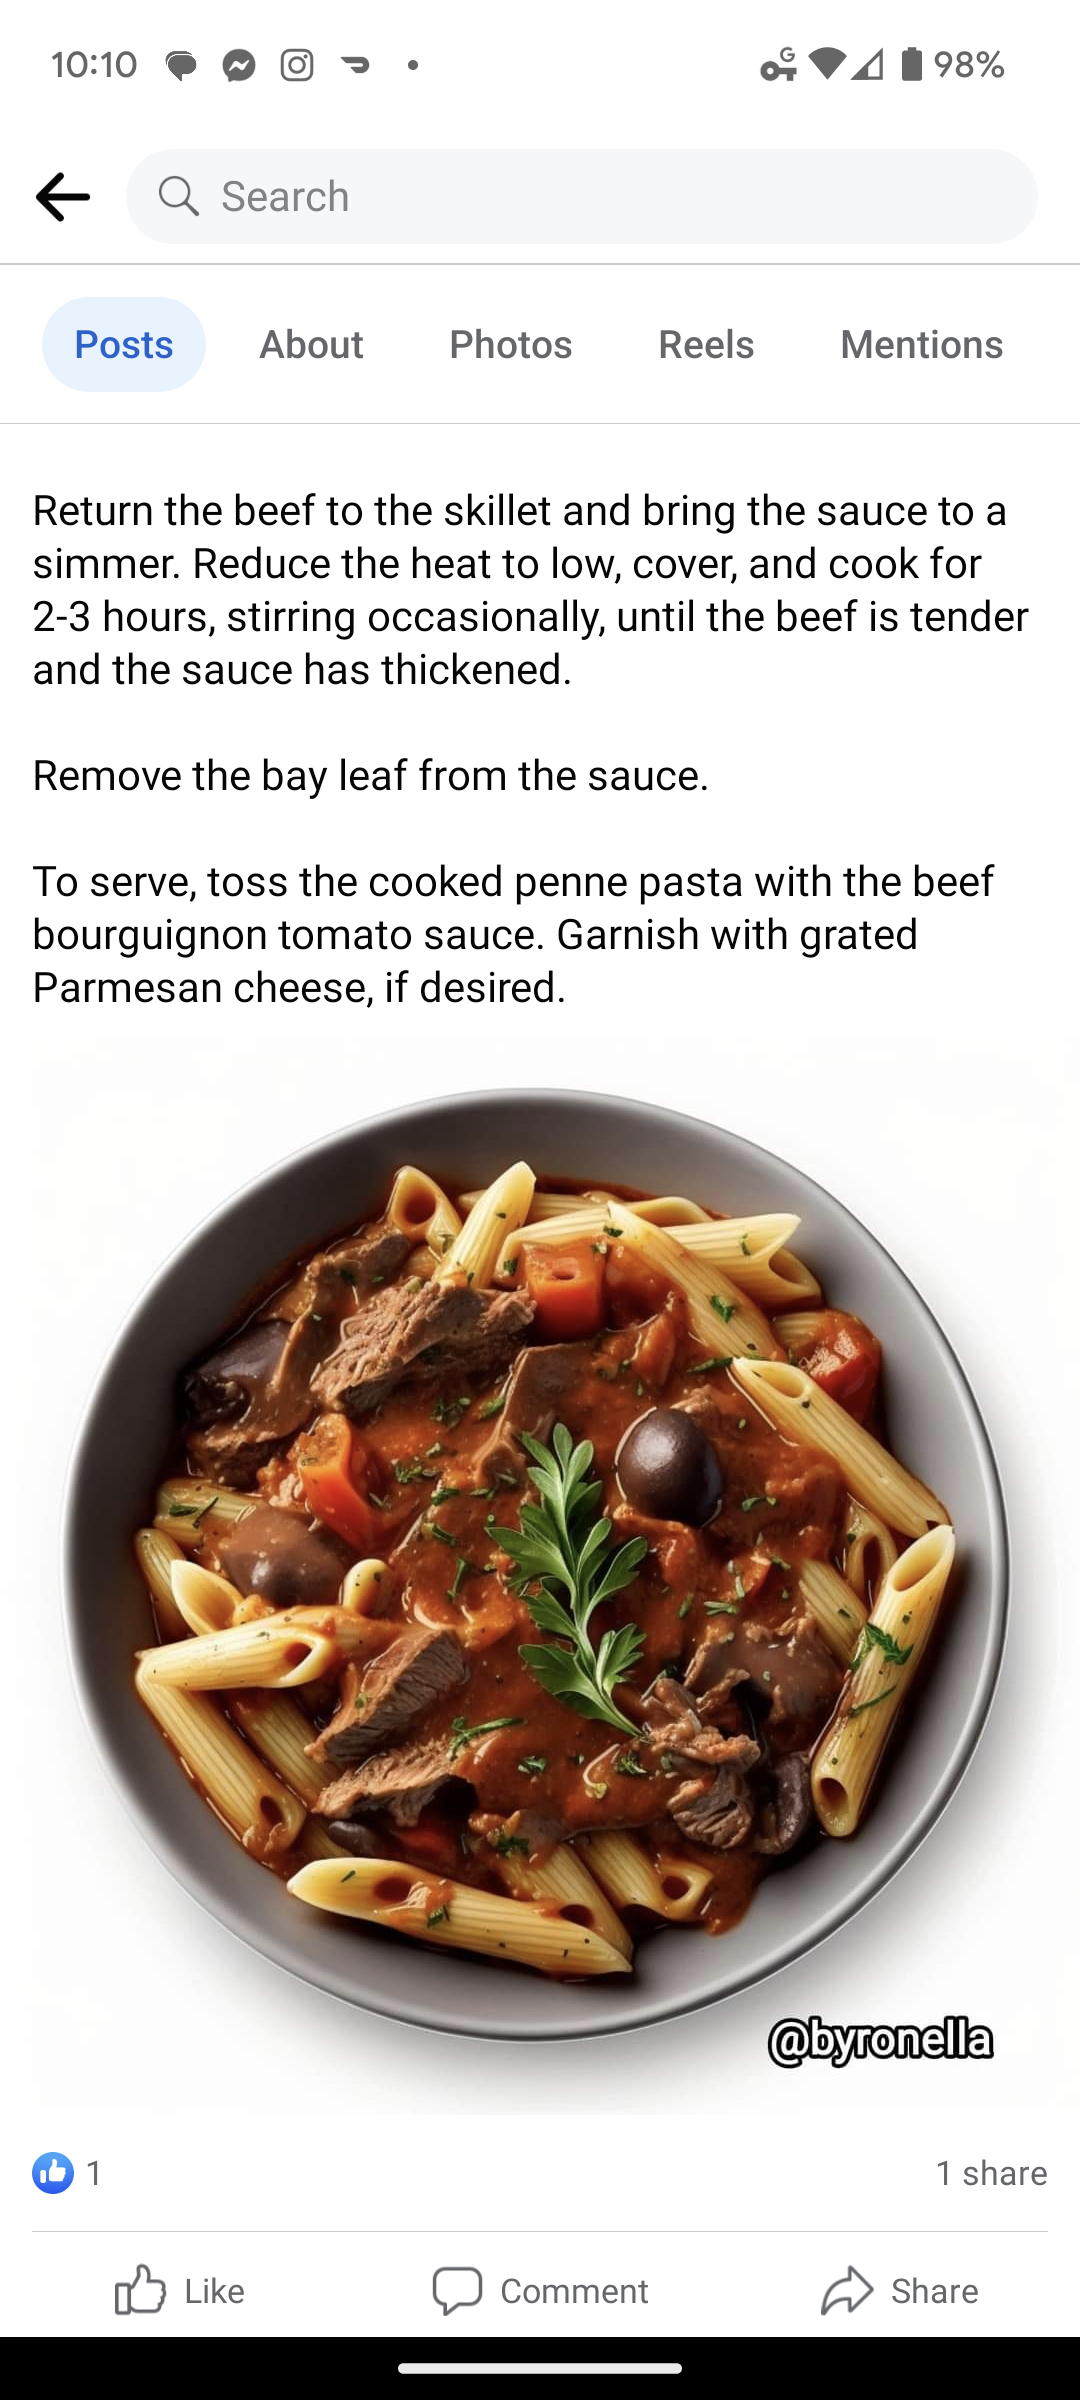 10:10
G
98%
Search
Posts About Photos Reels Mentions
Return the beef to the skillet and bring the sauce to a
simmer. Reduce the heat to low, cover, and cook for
2-3 hours, stirring occasionally, until the beef is tender
and the sauce has thickened.
Remove the bay leaf from the sauce.
To serve, toss the cooked penne pasta with the beef
bourguignon tomato sauce. Garnish with grated
Parmesan cheese, if desired.
@byronella
1
1 share
Like Comment Share